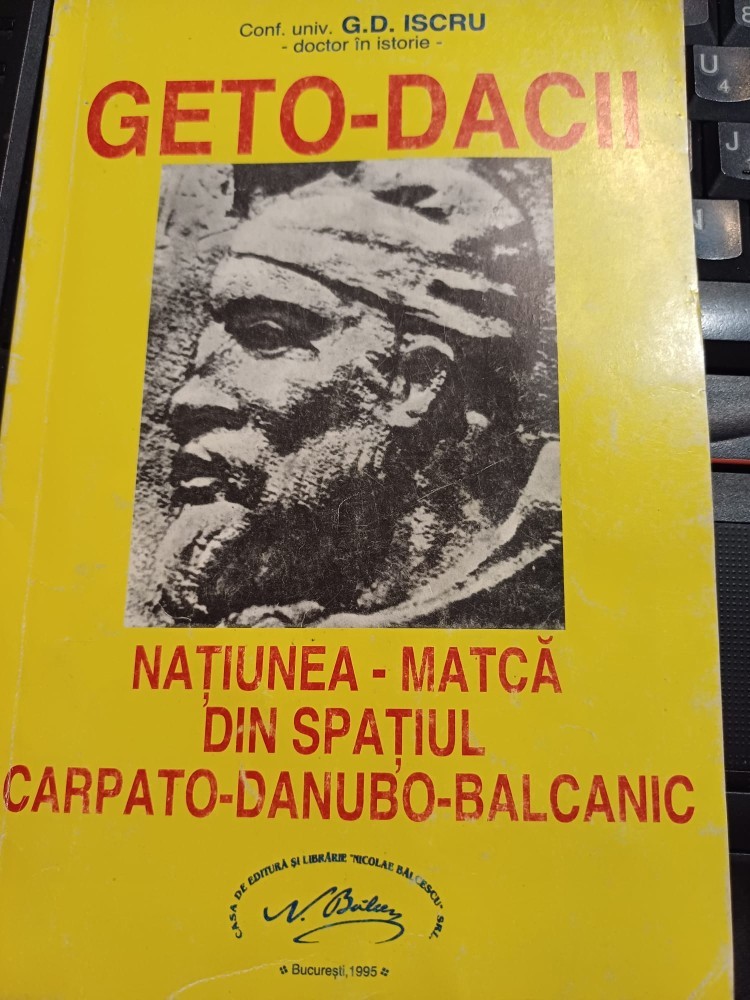 Conf. univ. G.D. ISCRU
- doctor în istorie -
GETO-DACII
NAȚIUNEA - MATCĂ
DIN SPAȚIUL
CARPATO-DANUBO-BALCANIC
CASA DE EDITURĂ ȘI LIBRĂRIE "NICOLAE BĂLCESCU" SRL.
București, 1995
U
4
J
N